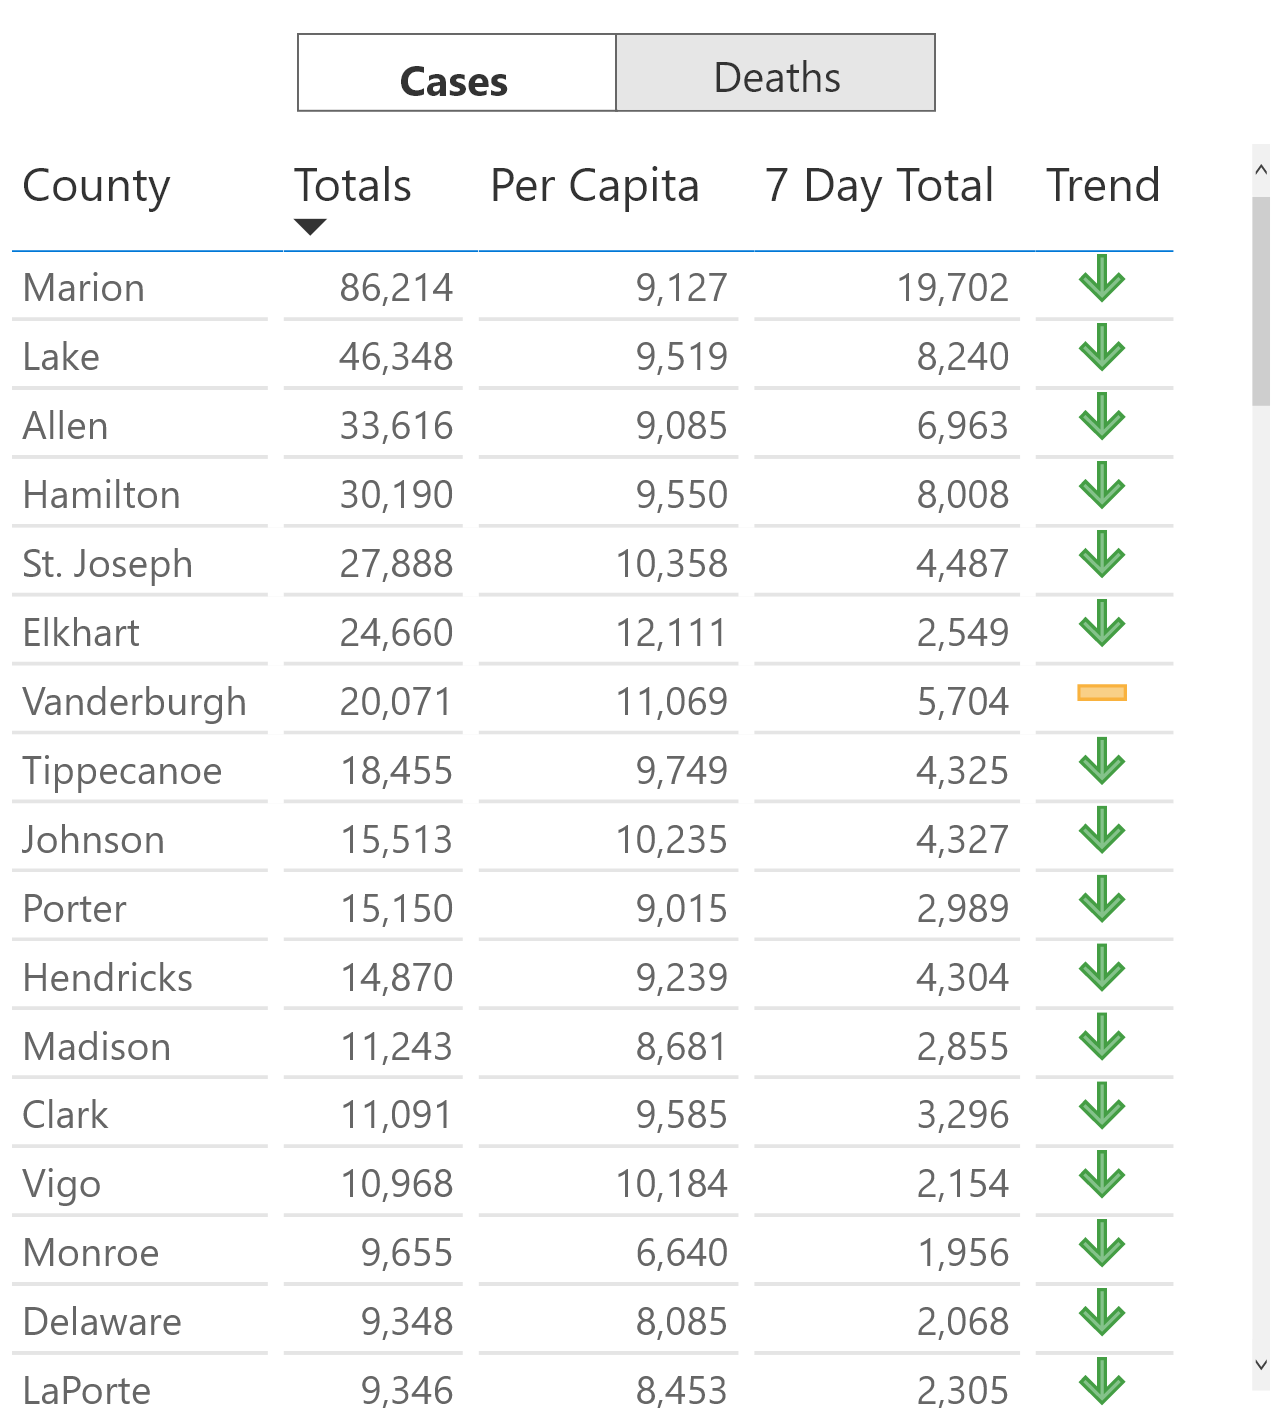 Cases Deaths
County Totals Per Capita 7 Day Total Trend
Marion 86,214 9,127 19,702
Lake 46,348 9,519 8,240
Allen 33,616 9,085 6,963
Hamilton 30,190 9,550 8,008
St. Joseph 27,888 10,358 4,487
Elkhart 24,660 12,111 2,549
Vanderburgh 20,071 11,069 5,704
Tippecanoe 18,455 9,749 4,325
Johnson 15,513 10,235 4,327
Porter 15,150 9,015 2,989
Hendricks 14,870 9,239 4,304
Madison 11,243 8,681 2,855
Clark 11,091 9,585 3,296
Vigo 10,968 10,184 2,154
Monroe 9,655 6,640 1,956
Delaware 9,348 8,085 2,068
LaPorte 9,346 8,453 2,305